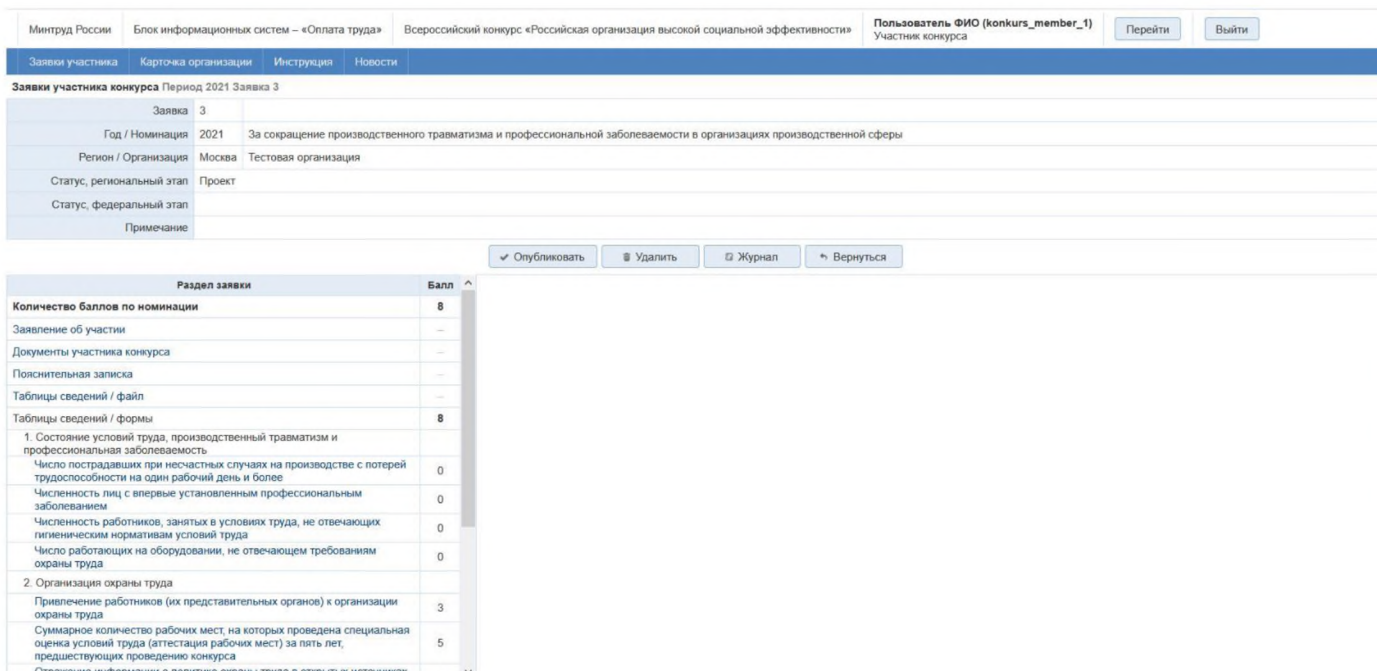 Минтруд России Блок информационных систем – «Оплата труда» Всероссийский конкурс «Российская организация высокой социальной эффективности» Пользователь ФИО (konkurs_member_1) Перейти Выйти
Участник конкурса
Заявки участника Карточка организации Инструкция Новости
Заявки участника конкурса Период 2021 Заявка 3
Заявка 3
Год / Номинация 2021 За сокращение производственного травматизма и профессиональной заболеваемости в организациях производственной сферы
Регион / Организация Москва Тестовая организация
Статус, региональный этап Проект
Статус, федеральный этап
Примечание
Опубликовать Удалить Журнал Вернуться
Раздел заявки Балл
Количество баллов по номинации 8
Заявление об участии –
Документы участника конкурса –
Пояснительная записка –
Таблицы сведений / файл –
Таблицы сведений / формы 8
1. Состояние условий труда, производственный травматизм и
профессиональная заболеваемость
Число пострадавших при несчастных случаях на производстве с потерей
трудоспособности на один рабочий день и более 0
Численность лиц с впервые установленным профессиональным
заболеванием 0
Численность работников, занятых в условиях труда, не отвечающих
гигиеническим нормативам условий труда 0
Число работающих на оборудовании, не отвечающем требованиям
охраны труда 0
2. Организация охраны труда
Привлечение работников (их представительных органов) к организации
охраны труда 3
Суммарное количество рабочих мест, на которых проведена специальная
оценка условий труда (аттестация рабочих мест) за пять лет,
предшествующих проведению конкурса 5